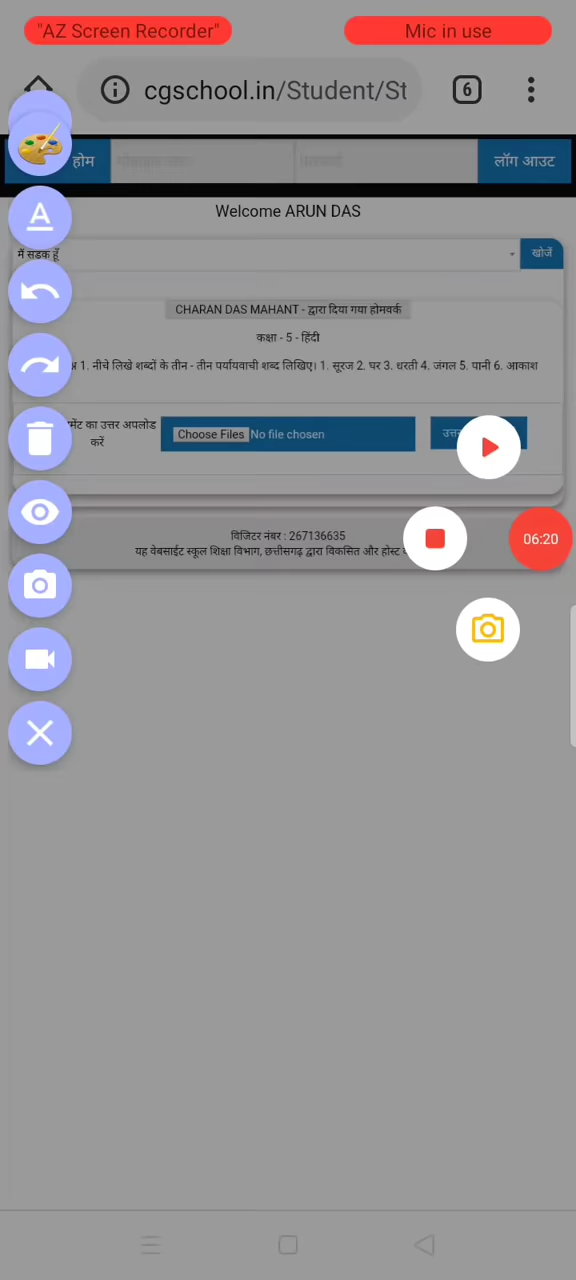 "AZ Screen Recorder"
Mic in use
cgschool.in/Student/St
6
होम
लॉग आउट
Welcome ARUN DAS
मैं सड़क हूँ
खोजें
CHARAN DAS MAHANT - द्वारा दिया गया होमवर्क
कक्षा - 5 - हिंदी
1. नीचे लिखे शब्दों के तीन - तीन पर्यायवाची शब्द लिखिए। 1. सूरज 2. घर 3. धरती 4. जंगल 5. पानी 6. आकाश
का उत्तर अपलोड
करें
Choose Files No file chosen
विजिटर नंबर : 267136635
06:20
यह वेबसाईट स्कूल शिक्षा विभाग, छत्तीसगढ़ द्वारा विकसित और होस्ट